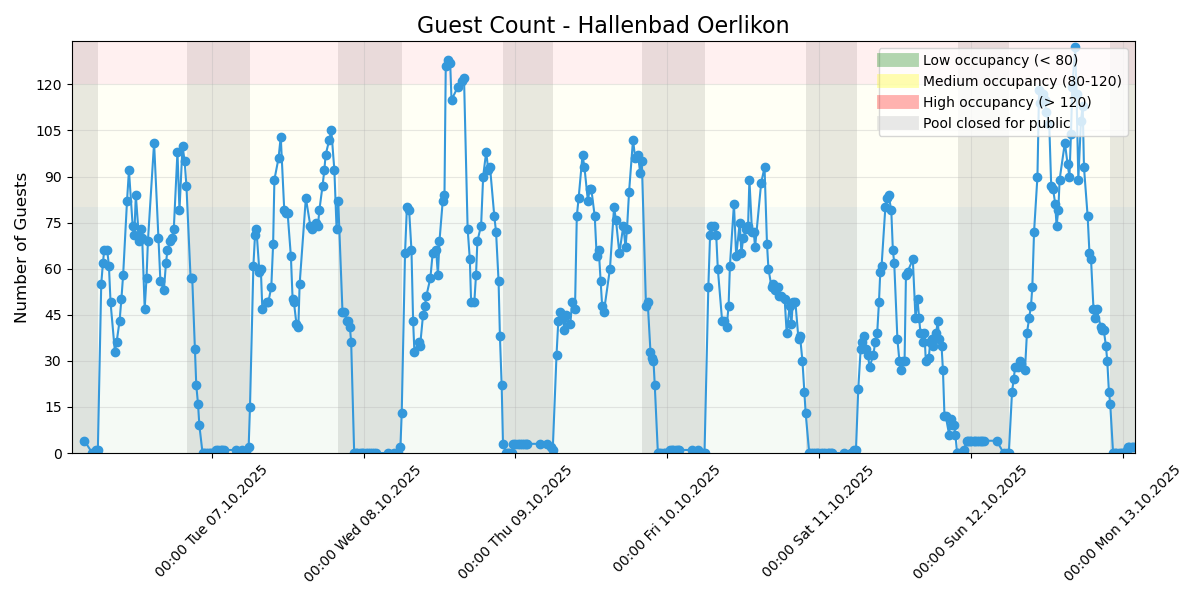 Guest Count - Hallenbad Oerlikon
Number of Guests
120
105
90
75
60
45
30
15
0
Low occupancy (< 80)
Medium occupancy (80-120)
High occupancy (> 120)
Pool closed for public
00:00 Tue 07.10.2025
00:00 Wed 08.10.2025
00:00 Thu 09.10.2025
00:00 Fri 10.10.2025
00:00 Sat 11.10.2025
00:00 Sun 12.10.2025
00:00 Mon 13.10.2025